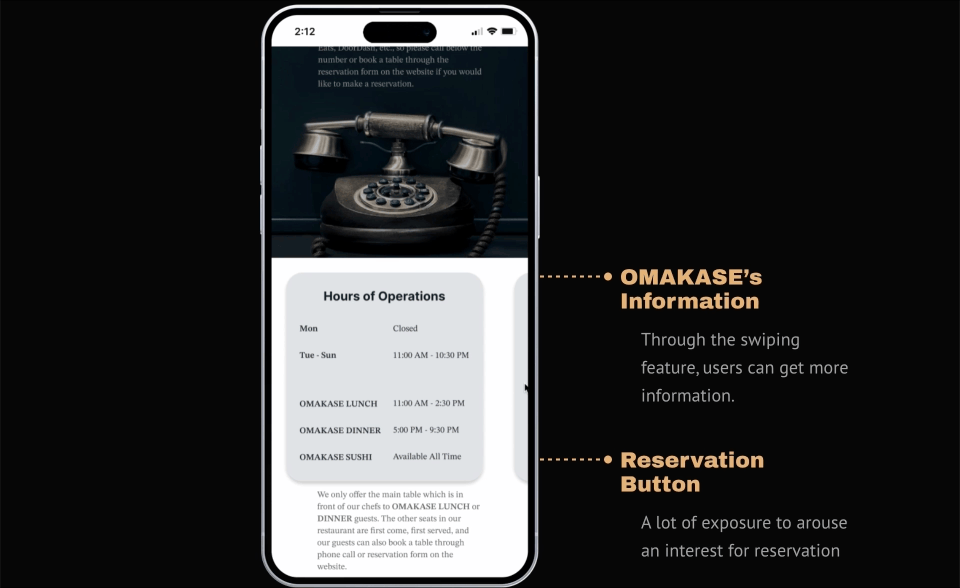 2:12
Eats, DoorDash, etc., so please call below the
number or book a table through the
reservation form on the website if you would
like to make a reservation.
Hours of Operations
Mon Closed
Tue - Sun 11:00 AM - 10:30 PM
OMAKASE LUNCH 11:00 AM - 2:30 PM
OMAKASE DINNER 5:00 PM - 9:30 PM
OMAKASE SUSHI Available All Time
We only offer the main table which is in
front of our chefs to OMAKASE LUNCH or
DINNER guests. The other seats in our
restaurant are first come, first served, and
our guests can also book a table through
phone call or reservation form on the
website.
OMAKASE's
Information
Through the swiping
feature, users can get more
information.
Reservation
Button
A lot of exposure to arouse
an interest for reservation